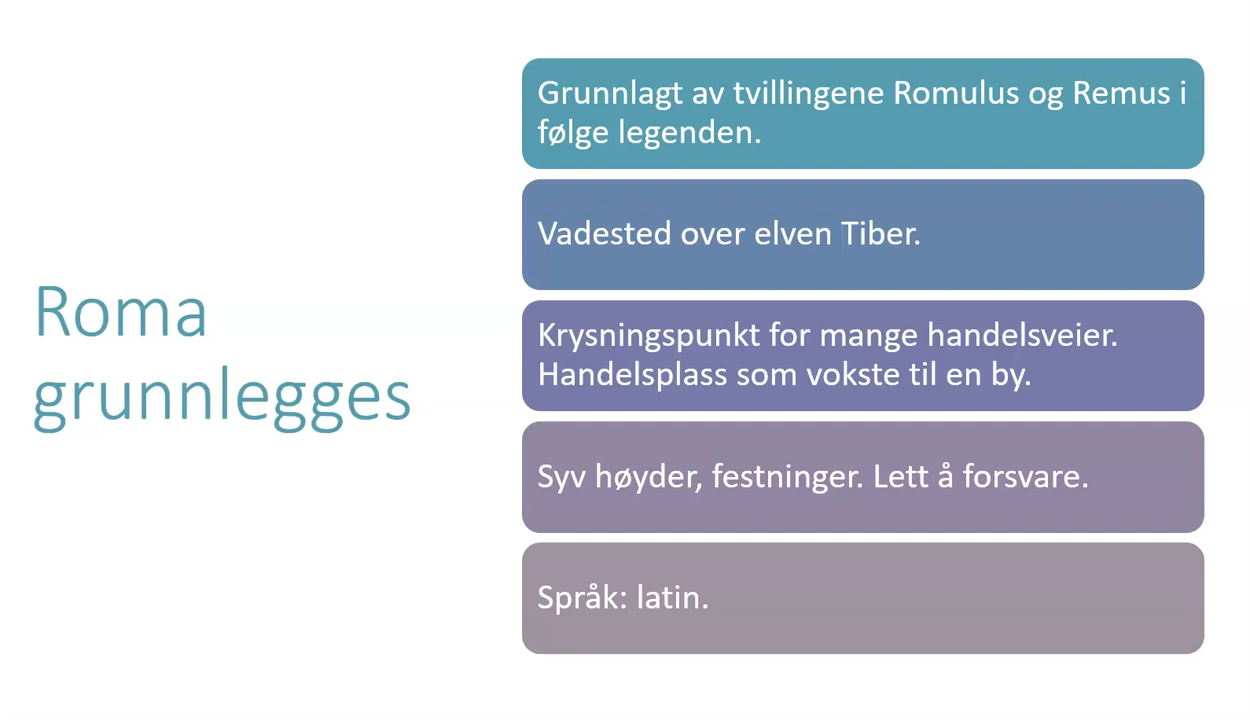 Roma
grunnlegges
Grunnlagt av tvillingene Romulus og Remus i
følge legenden.
Vadested over elven Tiber.
Krysningspunkt for mange handelsveier.
Handelsplass som vokste til en by.
Syv høyder, festninger. Lett å forsvare.
Språk: latin.